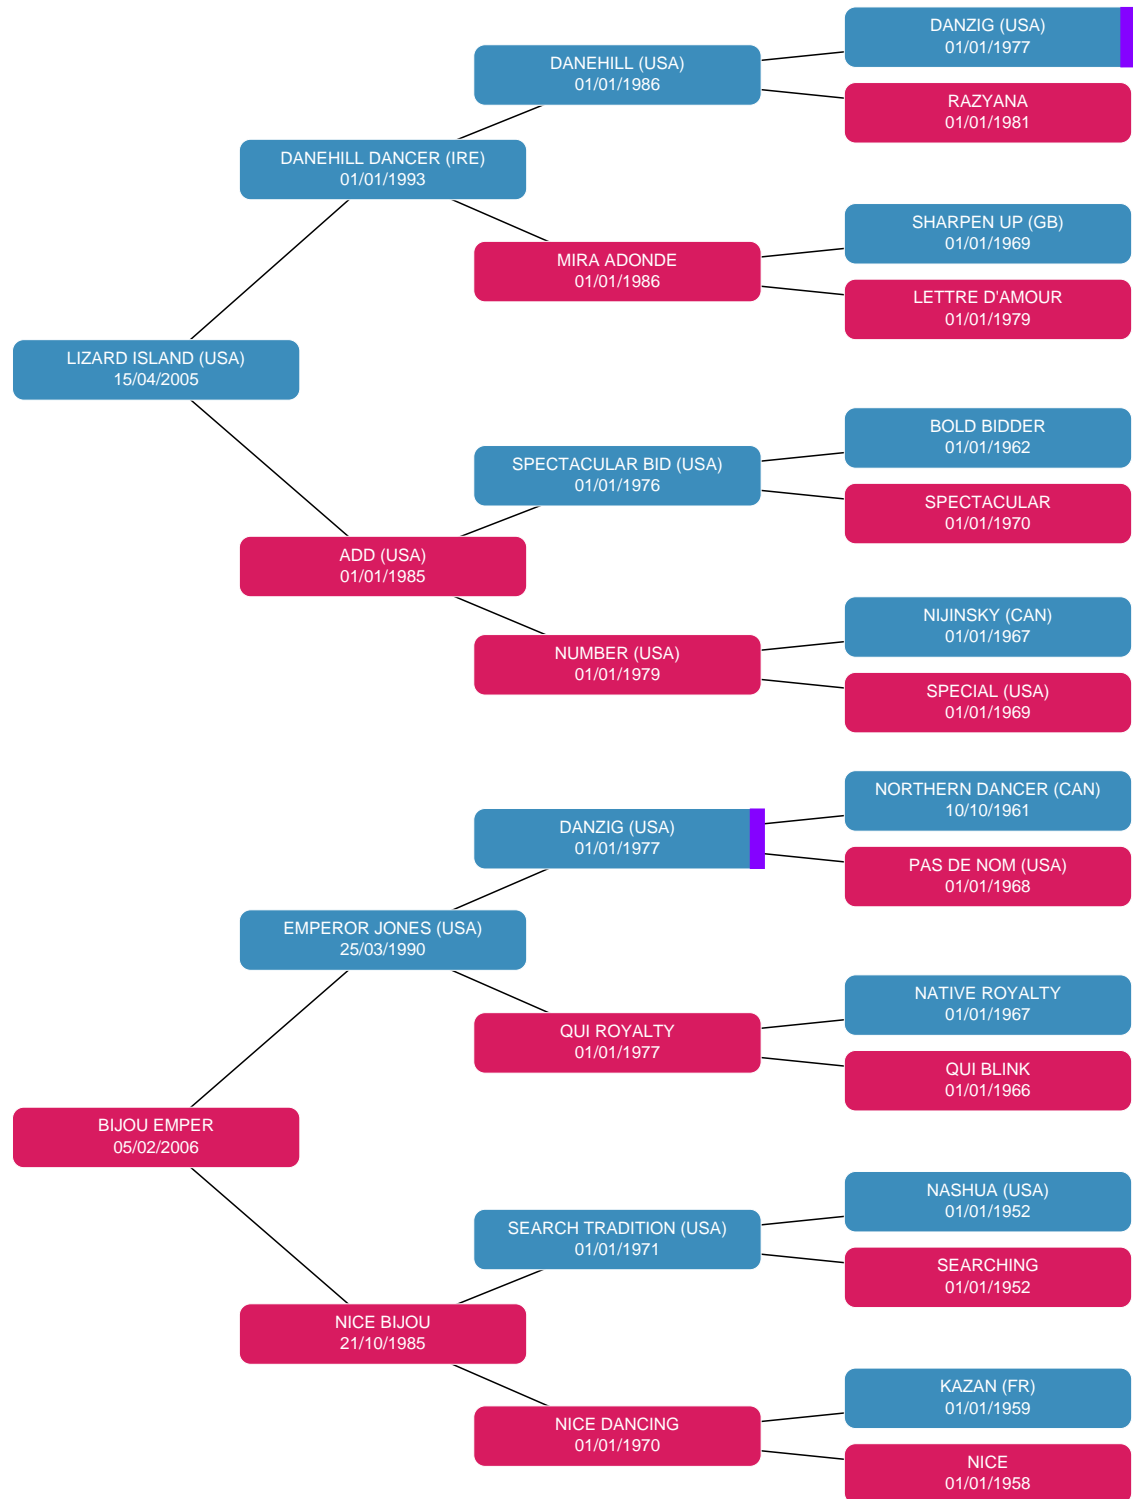 DANZIG (USA)
01/01/1977
DANEHILL (USA)
01/01/1986
RAZYANA
01/01/1981
DANEHILL DANCER (IRE)
01/01/1993
SHARPEN UP (GB)
01/01/1969
MIRA ADONDE
01/01/1986
LETTRE D'AMOUR
01/01/1979
LIZARD ISLAND (USA)
15/04/2005
BOLD BIDDER
01/01/1962
SPECTACULAR BID (USA)
01/01/1976
SPECTACULAR
01/01/1970
ADD (USA)
01/01/1985
NIJINSKY (CAN)
01/01/1967
NUMBER (USA)
01/01/1979
SPECIAL (USA)
01/01/1969
NORTHERN DANCER (CAN)
10/10/1961
DANZIG (USA)
01/01/1977
PAS DE NOM (USA)
01/01/1968
EMPEROR JONES (USA)
25/03/1990
NATIVE ROYALTY
01/01/1967
QUI ROYALTY
01/01/1977
QUI BLINK
01/01/1966
BIJOU EMPER
05/02/2006
NASHUA (USA)
01/01/1952
SEARCH TRADITION (USA)
01/01/1971
SEARCHING
01/01/1952
NICE BIJOU
21/10/1985
KAZAN (FR)
01/01/1959
NICE DANCING
01/01/1970
NICE
01/01/1958